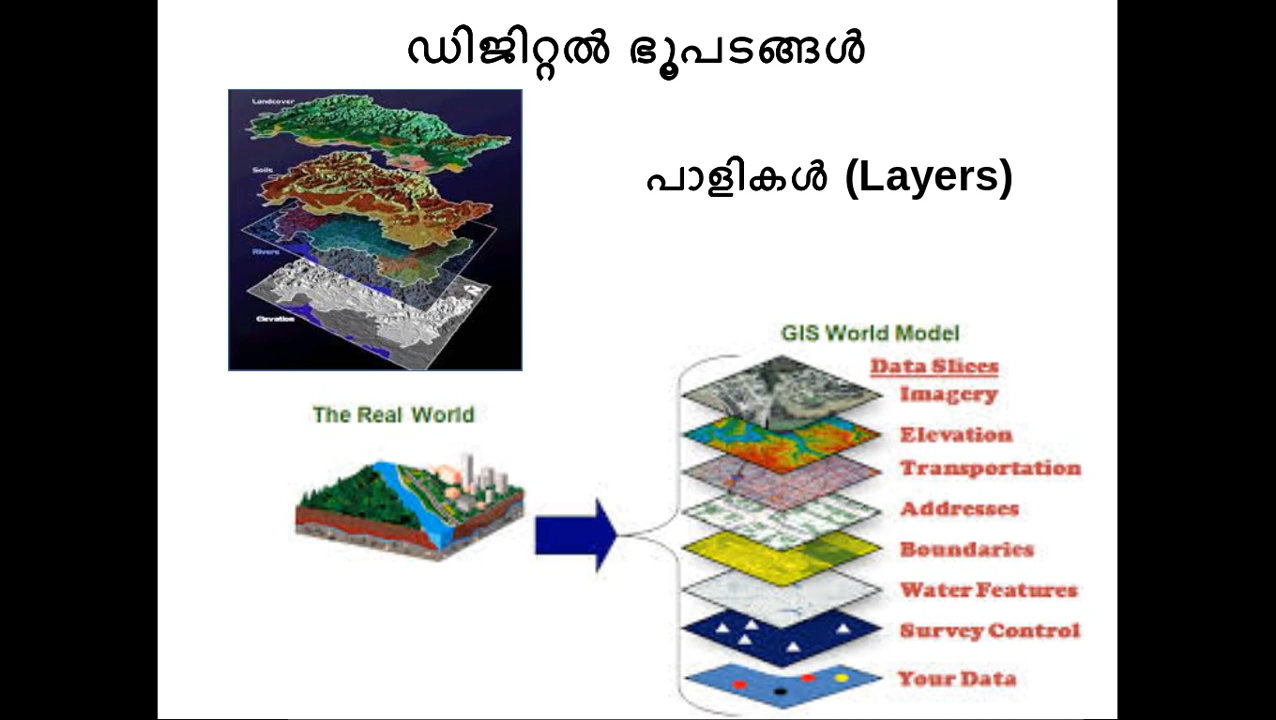 ഡിജിറ്റൽ ഭൂപടങ്ങൾ
Landcover
Soils
Rivers
Elevation
പാളികൾ (Layers)
GIS World Model
Data Slices
Imagery
Elevation
Transportation
Addresses
Boundaries
Water Features
Survey Control
Your Data
The Real World